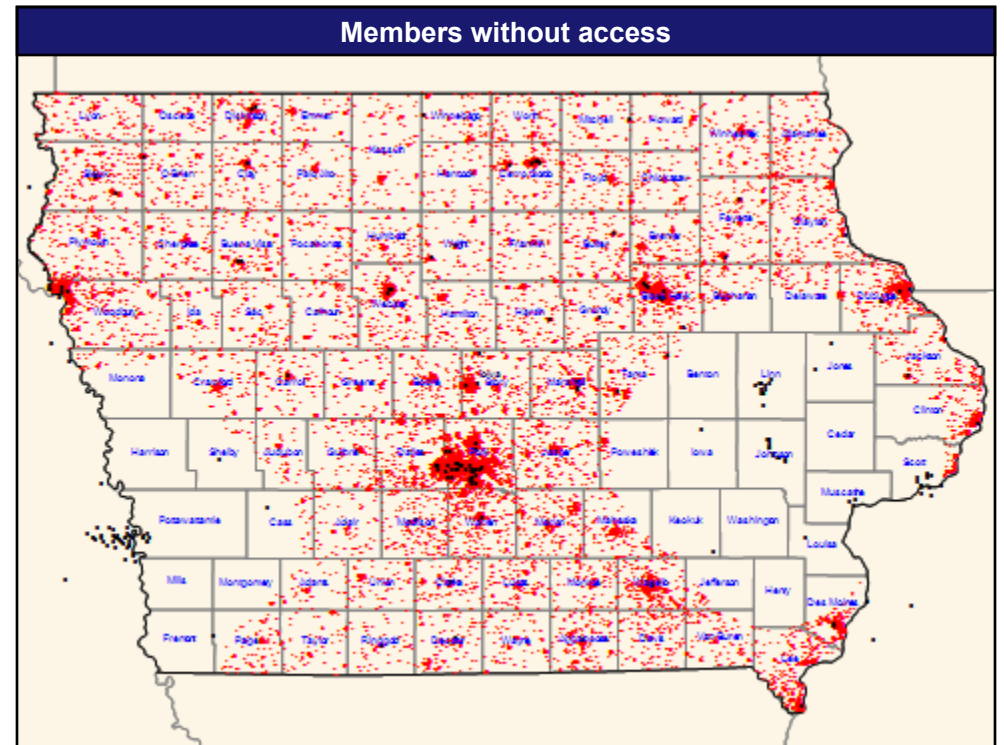 Members without access
Lyon
Osceola
Dickinson
Emmet
Winnebago
Worth
Mitchell
Howard
Winneshiek
Allamakee
Kossuth
Sioux
O'Brien
Clay
Palo Alto
Hancock
Cerro Gordo
Floyd
Chickasaw
Plymouth
Cherokee
Buena Vista
Pocahontas
Humboldt
Wright
Franklin
Butler
Bremer
Fayette
Clayton
Woodbury
Ida
Sac
Calhoun
Webster
Hamilton
Hardin
Grundy
Black Hawk
Buchanan
Delaware
Dubuque
Monona
Crawford
Carroll
Greene
Boone
Story
Marshall
Tama
Benton
Linn
Jones
Jackson
Clinton
Harrison
Shelby
Audubon
Guthrie
Dallas
Polk
Jasper
Poweshiek
Iowa
Johnson
Cedar
Scott
Muscatine
Pottawattamie
Cass
Adair
Madison
Warren
Marion
Mahaska
Keokuk
Washington
Louisa
Mills
Montgomery
Adams
Union
Clarke
Lucas
Monroe
Wapello
Jefferson
Henry
Des Moines
Fremont
Page
Taylor
Ringgold
Decatur
Wayne
Appanoose
Davis
Van Buren
Lee